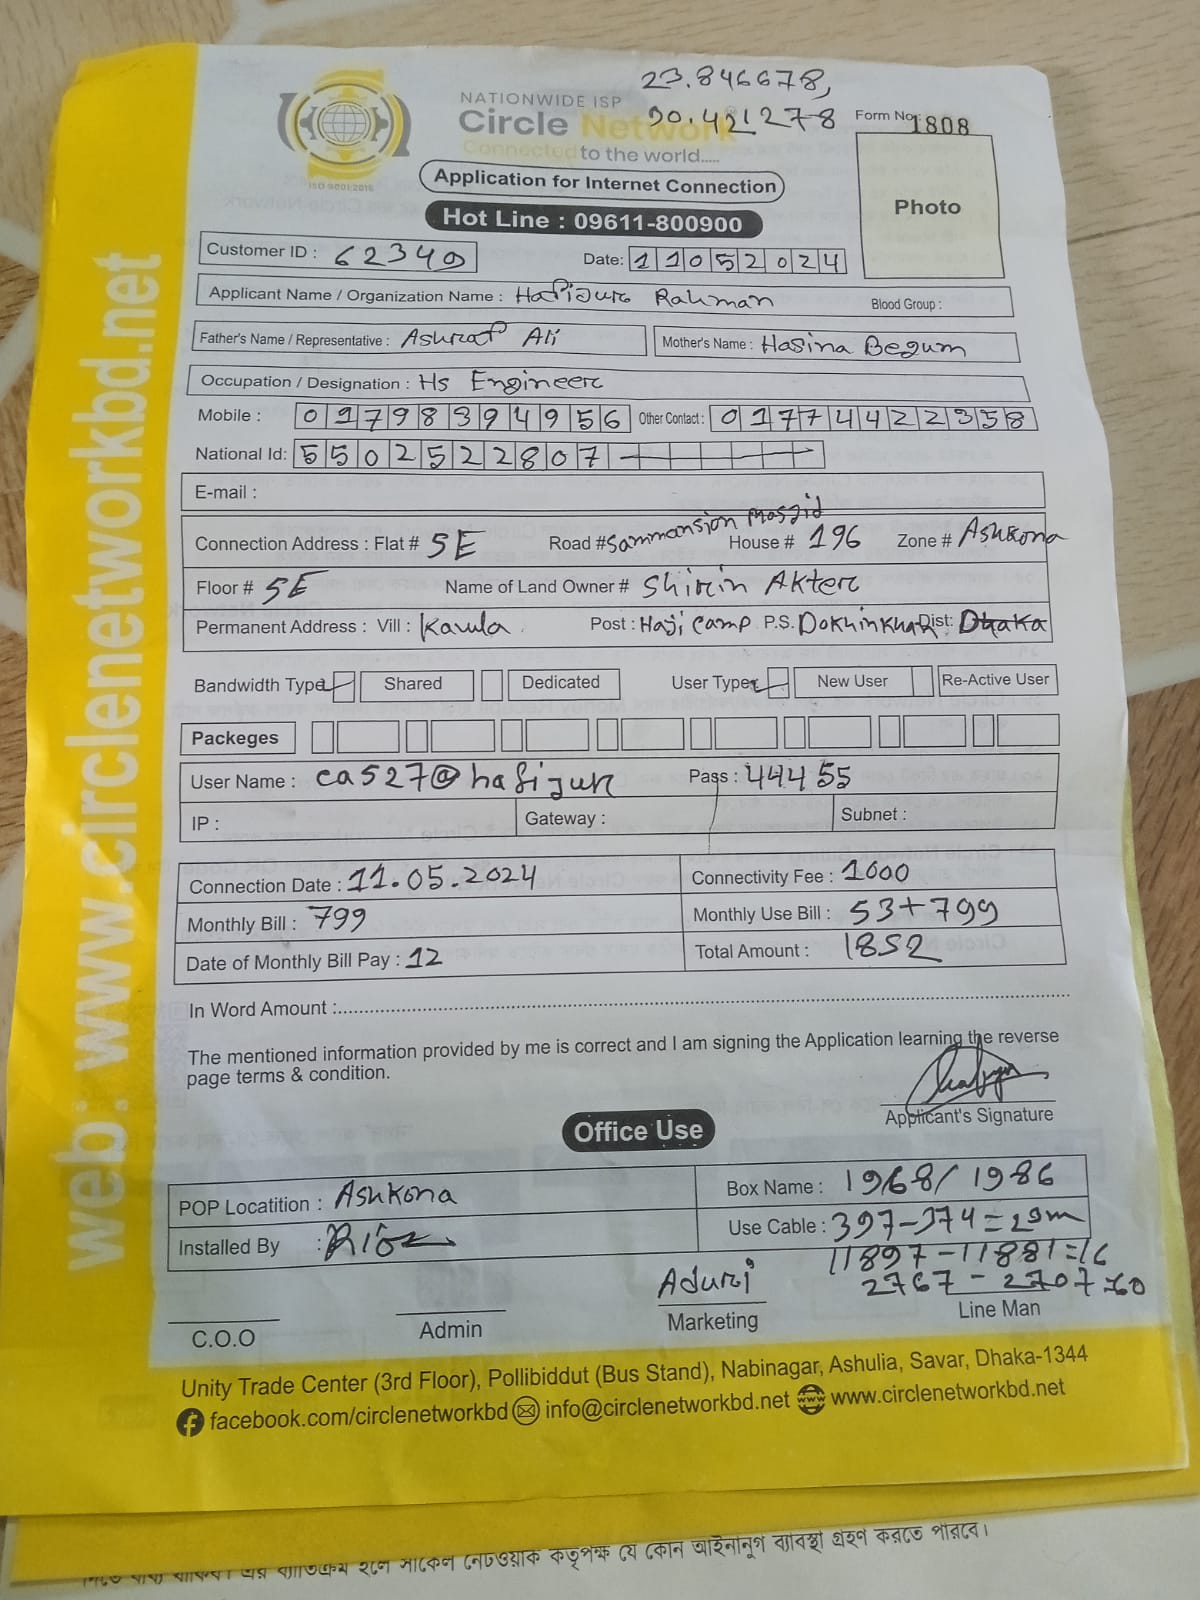 23.846678,
90.421278
NATIONWIDE ISP
Circle Network
Connected to the world.....
ISO 9001:2015
Form No: 1808
Photo
Application for Internet Connection
Hot Line : 09611-800900
Customer ID : 62349
Date: 11052024
Applicant Name / Organization Name : Hafijur Rahman Blood Group :
Father's Name / Representative : Ashraf Ali Mother's Name : Hasina Begum
Occupation / Designation : Hs Engineer
Mobile : 01798394956 Other Contact : 01774422358
National Id: 5502522807
E-mail :
Connection Address : Flat # 5E Road # Sammansion Masjid House # 196 Zone # Ashkona
Floor # 5E Name of Land Owner # Shirin Akter
Permanent Address : Vill : Kawla Post : Haji Camp P.S. Dokhinkhan Dist: Dhaka
Bandwidth Type Shared Dedicated User Type: New User Re-Active User
Packeges
User Name : ca527@hafijur Pass : 444455
IP : Gateway : Subnet :
Connection Date : 11.05.2024 Connectivity Fee : 1000
Monthly Bill : 799 Monthly Use Bill : 53+799
Date of Monthly Bill Pay : 12 Total Amount : 1852
In Word Amount :
The mentioned information provided by me is correct and I am signing the Application learning the reverse
page terms & condition.
Applicant's Signature
Office Use
POP Locatition : Ashkona Box Name : 1968/1986
Installed By : Use Cable : 397-374=23m
11897-11881=16
2767-2707=60
Aduri
C.O.O Admin Marketing Line Man
web: www.circlenetworkbd.net
Unity Trade Center (3rd Floor), Pollibiddut (Bus Stand), Nabinagar, Ashulia, Savar, Dhaka-1344
facebook.com/circlenetworkbd info@circlenetworkbd.net www.circlenetworkbd.net
হলে সার্কেল নেটওয়ার্ক কতৃপক্ষ যে কোন আইনানুগ ব্যাবস্থা গ্রহণ করতে পারবে।